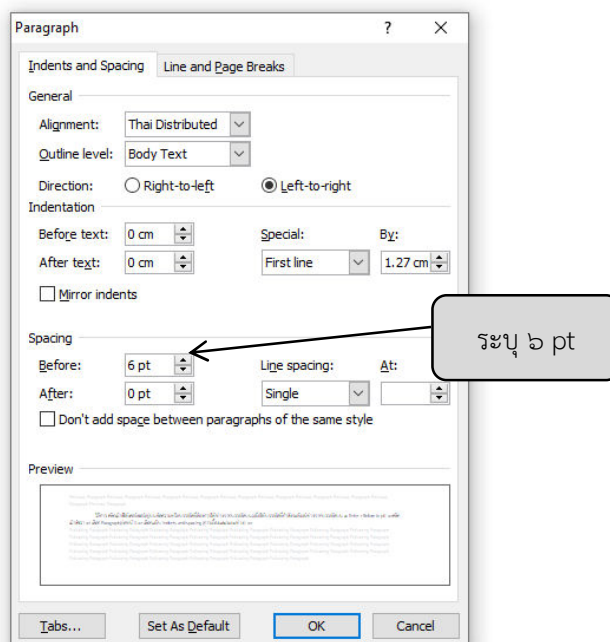 Paragraph ? ×
Indents and Spacing Line and Page Breaks
General
Alignment: Thai Distributed
Outline level: Body Text
Direction: Right-to-left Left-to-right
Indentation
Before text: 0 cm Special: By:
After text: 0 cm First line 1.27 cm
Mirror indents
Spacing
Before: 6 pt Line spacing: At:
After: 0 pt Single
Don't add space between paragraphs of the same style
ระบุ ๖ pt
Preview
Tabs... Set As Default OK Cancel